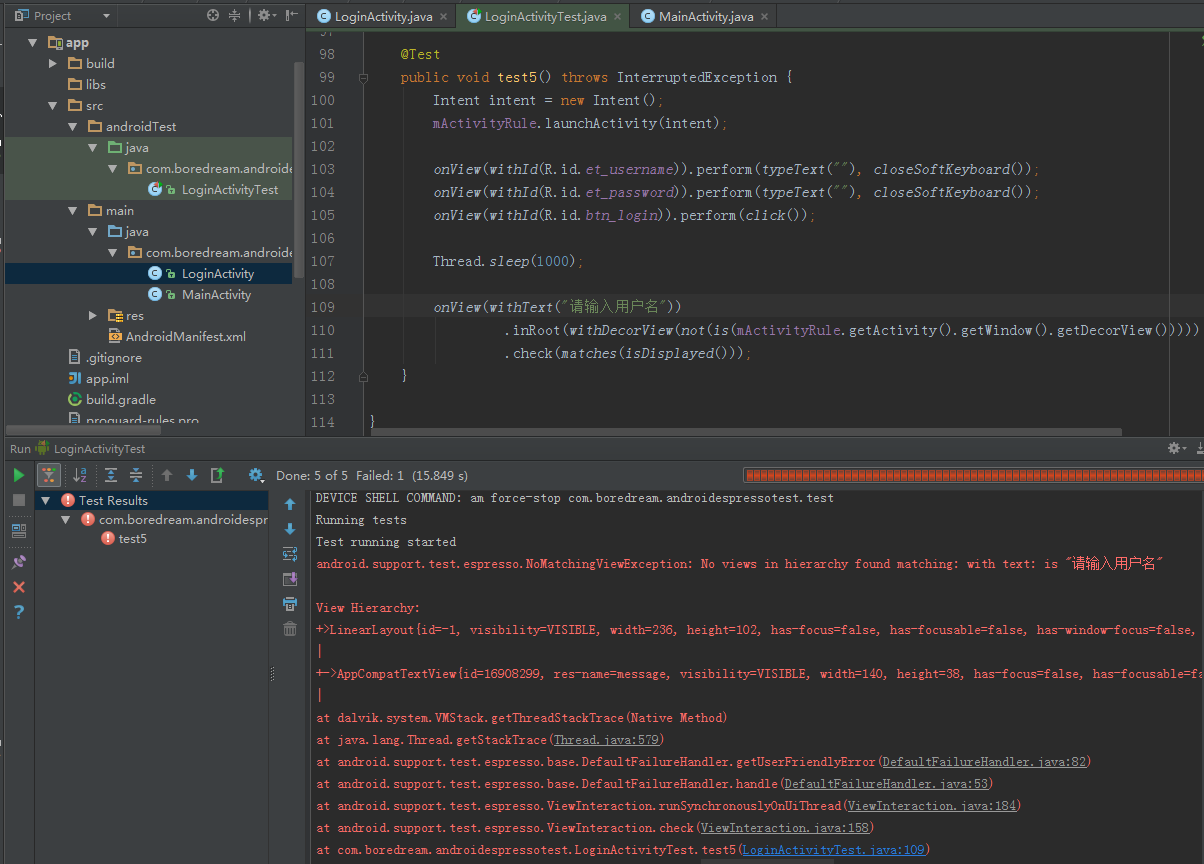 Project
LoginActivity.java
LoginActivityTest.java
MainActivity.java
app
build
libs
src
androidTest
java
com.boredream.androide
LoginActivityTest
main
java
com.boredream.androide
LoginActivity
MainActivity
res
AndroidManifest.xml
.gitignore
app.iml
build.gradle
proguard-rules.pro
98 @Test
99 public void test5() throws InterruptedException {
100 Intent intent = new Intent();
101 mActivityRule.launchActivity(intent);
102
103 onView(withId(R.id.et_username)).perform(typeText(""), closeSoftKeyboard());
104 onView(withId(R.id.et_password)).perform(typeText(""), closeSoftKeyboard());
105 onView(withId(R.id.btn_login)).perform(click());
106
107 Thread.sleep(1000);
108
109 onView(withText("请输入用户名"))
110 .inRoot(withDecorView(not(is(mActivityRule.getActivity().getWindow().getDecorView()))))
111 .check(matches(isDisplayed()));
112 }
113
114 }
Run LoginActivityTest
Done: 5 of 5 Failed: 1 (15.849 s)
Test Results
com.boredream.androidespr
test5
DEVICE SHELL COMMAND: am force-stop com.boredream.androidespressotest.test
Running tests
Test running started
android.support.test.espresso.NoMatchingViewException: No views in hierarchy found matching: with text: is "请输入用户名"
View Hierarchy:
+>LinearLayout{id=-1, visibility=VISIBLE, width=236, height=102, has-focus=false, has-focusable=false, has-window-focus=false,
|
+->AppCompatTextView{id=16908299, res-name=message, visibility=VISIBLE, width=140, height=38, has-focus=false, has-focusable=fa
|
at dalvik.system.VMStack.getThreadStackTrace(Native Method)
at java.lang.Thread.getStackTrace(Thread.java:579)
at android.support.test.espresso.base.DefaultFailureHandler.getUserFriendlyError(DefaultFailureHandler.java:82)
at android.support.test.espresso.base.DefaultFailureHandler.handle(DefaultFailureHandler.java:53)
at android.support.test.espresso.ViewInteraction.runSynchronouslyOnUiThread(ViewInteraction.java:184)
at android.support.test.espresso.ViewInteraction.check(ViewInteraction.java:158)
at com.boredream.androidespressotest.LoginActivityTest.test5(LoginActivityTest.java:109)